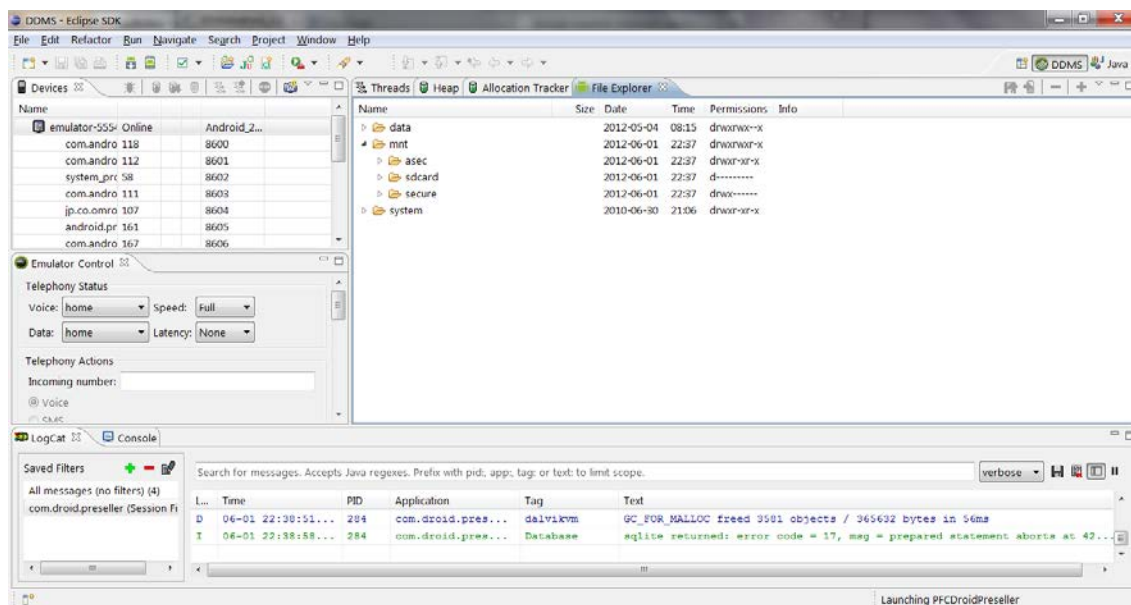 DDMS - Eclipse SDK
File Edit Refactor Run Navigate Search Project Window Help
DDMS Java
Devices
Threads Heap Allocation Tracker File Explorer
Name
emulator-555 Online Android_2...
com.andro 118 8600
com.andro 112 8601
system_prc 58 8602
com.andro 111 8603
jp.co.omro 107 8604
android.pr 161 8605
com.andro 167 8606
Name Size Date Time Permissions Info
data 2012-05-04 08:15 drwxrwx--x
mnt 2012-06-01 22:37 drwxrwxr-x
asec 2012-06-01 22:37 drwxr-xr-x
sdcard 2012-06-01 22:37 d---------
secure 2012-06-01 22:37 drwx------
system 2010-06-30 21:06 drwxr-xr-x
Emulator Control
Telephony Status
Voice: home Speed: Full
Data: home Latency: None
Telephony Actions
Incoming number:
Voice
SMS
LogCat Console
Saved Filters
All messages (no filters) (4)
com.droid.preseller (Session Fi
Search for messages. Accepts Java regexes. Prefix with pid:, app:, tag: or text: to limit scope.
verbose
L... Time PID Application Tag Text
D 06-01 22:38:51... 284 com.droid.pres... dalvikvm GC_FOR_MALLOC freed 3581 objects / 365632 bytes in 56ms
I 06-01 22:38:58... 284 com.droid.pres... Database sqlite returned: error code = 17, msg = prepared statement aborts at 42...
Launching PFCDroidPreseller